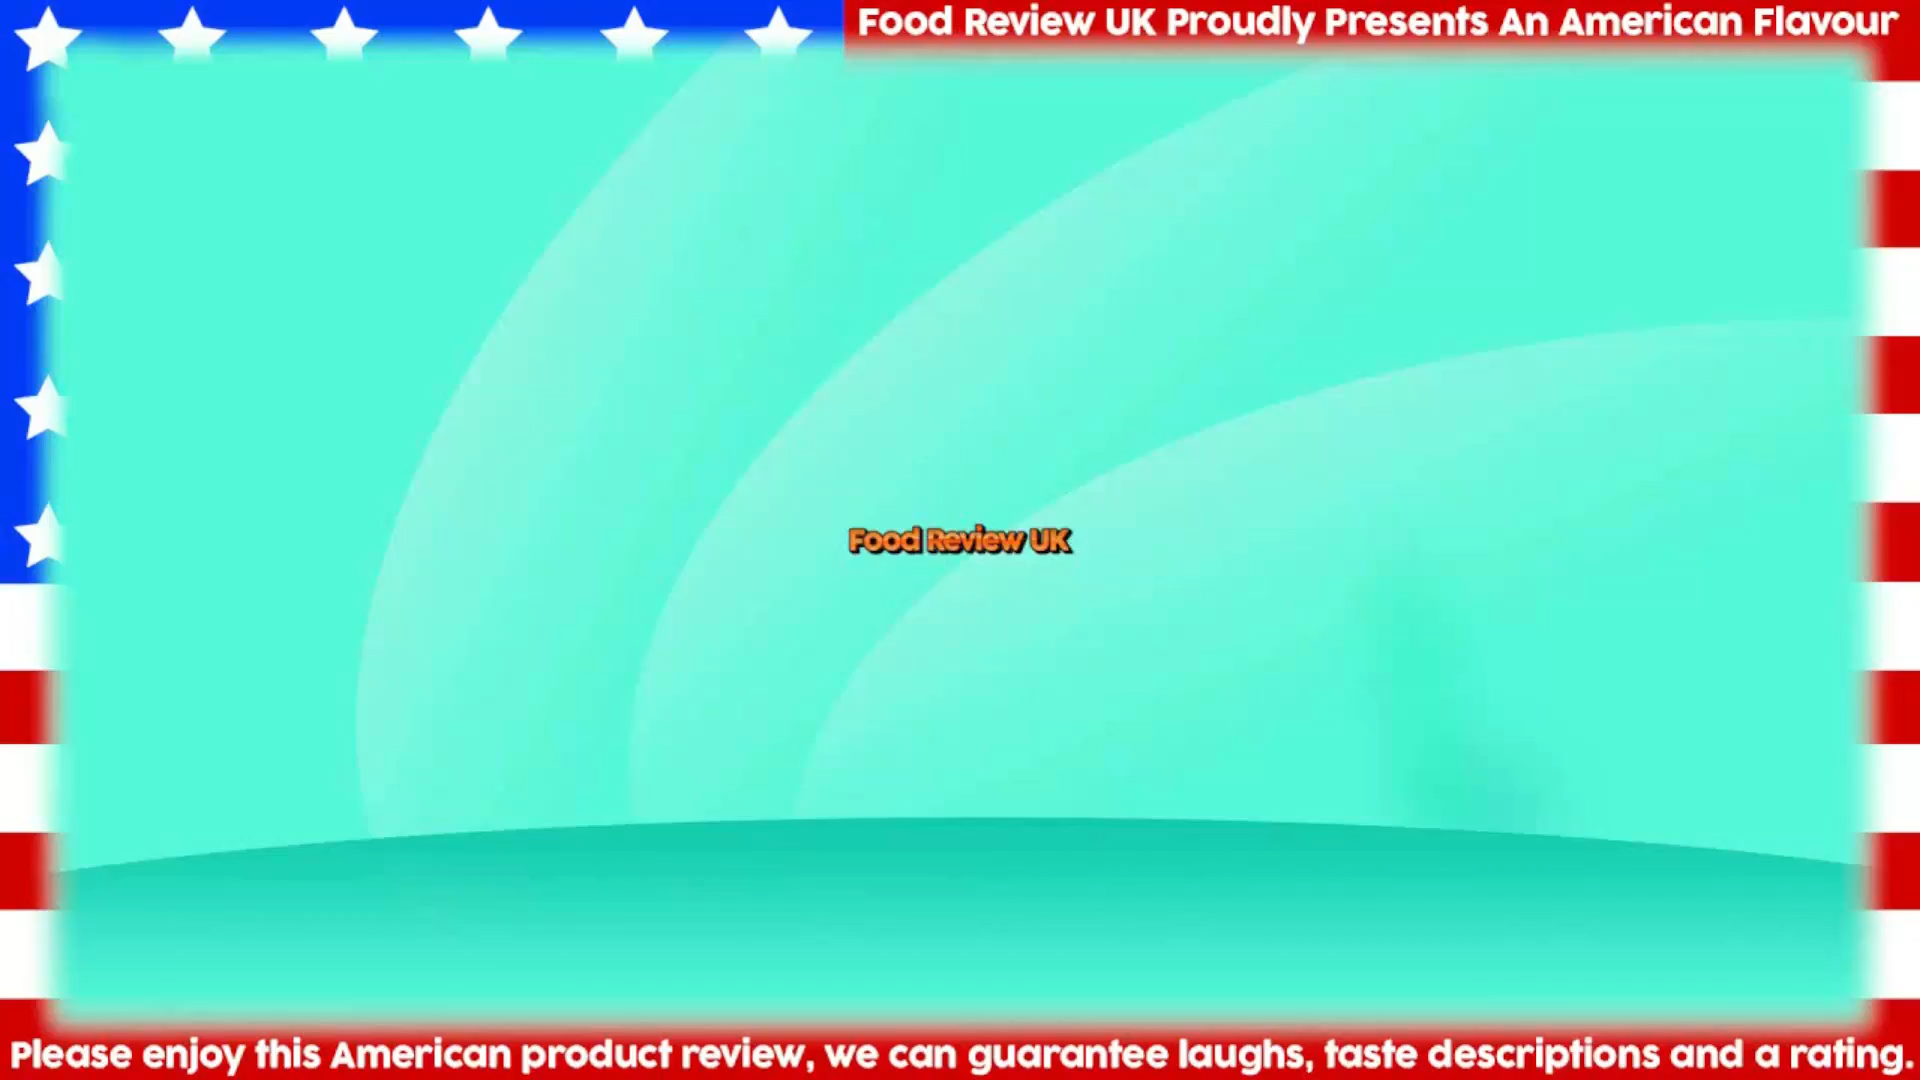 Food Review UK Proudly Presents An American Flavour
Food Review UK
Please enjoy this American product review, we can guarantee laughs, taste descriptions and a rating.